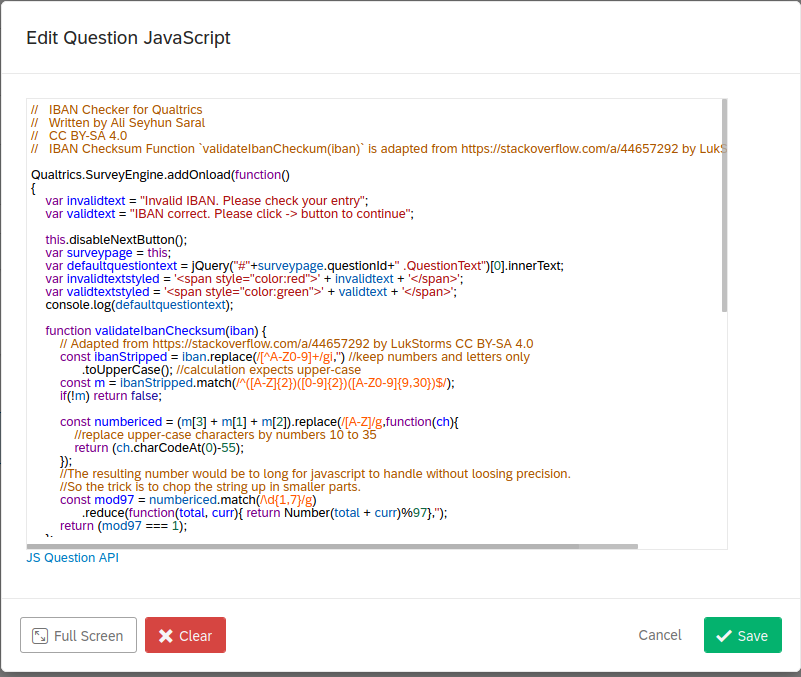 Edit Question JavaScript
//   IBAN Checker for Qualtrics
//   Written by Ali Seyhun Saral
//   CC BY-SA 4.0
//   IBAN Checksum Function `validateIbanCheckum(iban)` is adapted from https://stackoverflow.com/a/44657292 by LukS
Qualtrics.SurveyEngine.addOnload(function()
{
    var invalidtext = "Invalid IBAN. Please check your entry";
    var validtext = "IBAN correct. Please click -> button to continue";
    this.disableNextButton();
    var surveypage = this;
    var defaultquestiontext = jQuery("#"+surveypage.questionId+" .QuestionText")[0].innerText;
    var invalidtextstyled = '<span style="color:red">' + invalidtext + '</span>';
    var validtextstyled = '<span style="color:green">' + validtext + '</span>';
    console.log(defaultquestiontext);
    function validateIbanChecksum(iban) {
        // Adapted from https://stackoverflow.com/a/44657292 by LukStorms CC BY-SA 4.0
        const ibanStripped = iban.replace(/[^A-Z0-9]+/gi,'') //keep numbers and letters only
              .toUpperCase(); //calculation expects upper-case
        const m = ibanStripped.match(/^([A-Z]{2})([0-9]{2})([A-Z0-9]{9,30})$/);
        if(!m) return false;
        const numbericed = (m[3] + m[1] + m[2]).replace(/[A-Z]/g,function(ch){
            //replace upper-case characters by numbers 10 to 35
            return (ch.charCodeAt(0)-55);
        });
        //The resulting number would be to long for javascript to handle without loosing precision.
        //So the trick is to chop the string up in smaller parts.
        const mod97 = numbericed.match(/\d{1,7}/g)
              .reduce(function(total, curr){ return Number(total + curr)%97},'');
        return (mod97 === 1);
    };
JS Question API
Full Screen
Clear
Cancel
Save